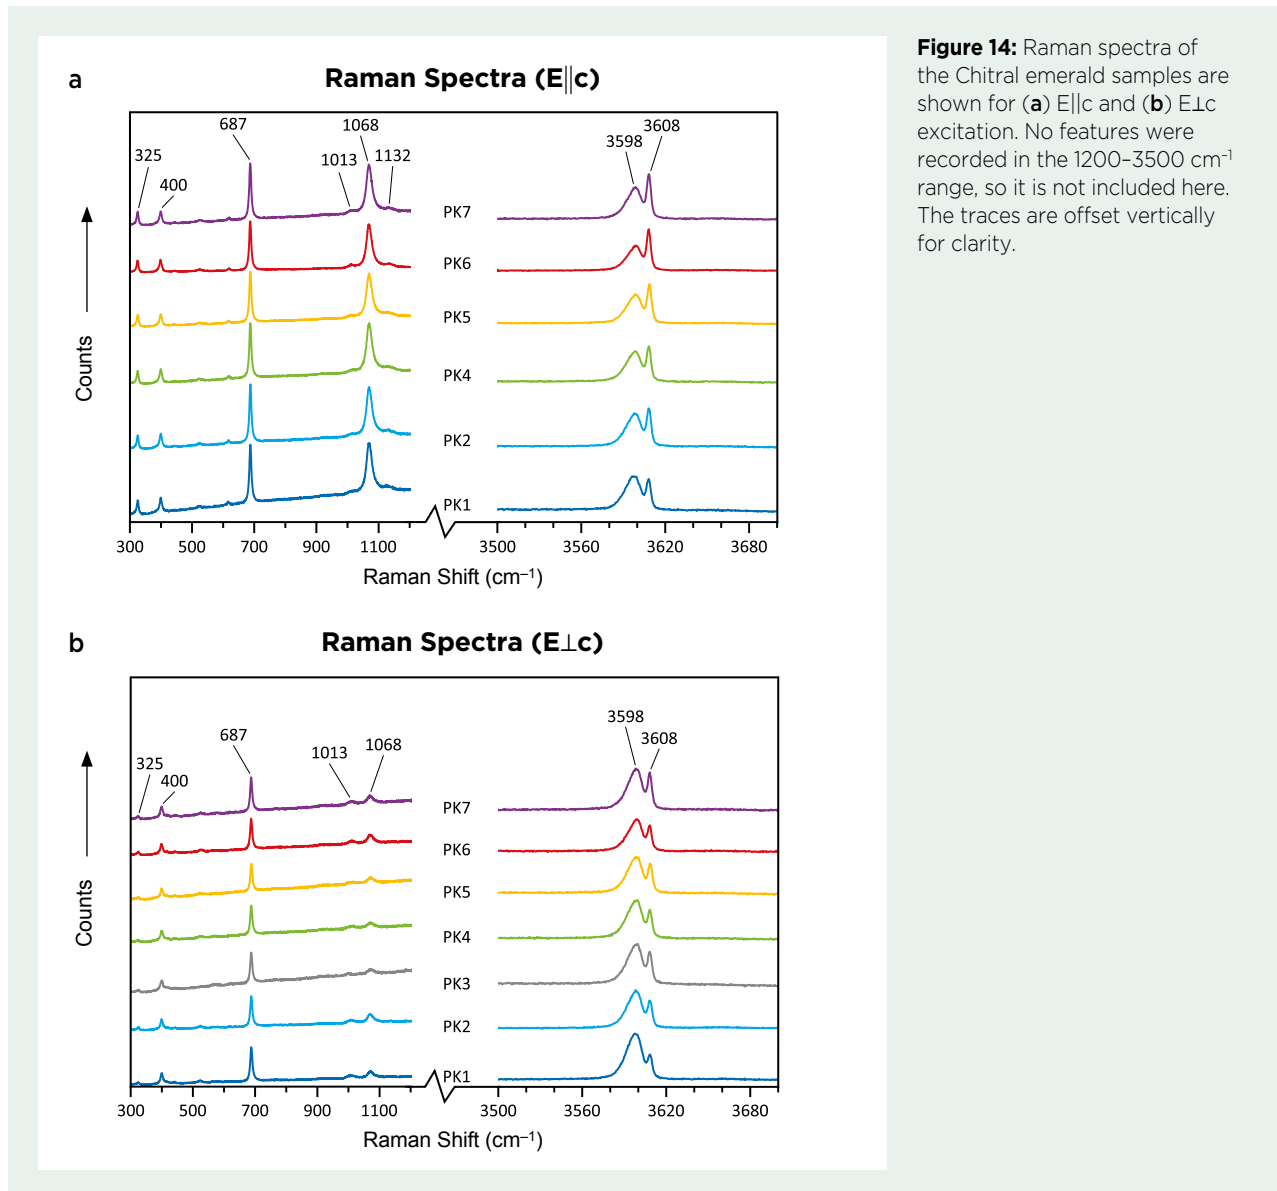 Figure 14: Raman spectra of
the Chitral emerald samples are
shown for (a) E||c and (b) E⊥c
excitation. No features were
recorded in the 1200–3500 cm⁻¹
range, so it is not included here.
The traces are offset vertically
for clarity.
a
Raman Spectra (E||c)
325
400
687
1013
1068
1132
3598
3608
PK7
PK6
PK5
PK4
PK2
PK1
Counts
300 500 700 900 1100 3500 3560 3620 3680
Raman Shift (cm⁻¹)
b
Raman Spectra (E⊥c)
325
400
687
1013
1068
3598
3608
PK7
PK6
PK5
PK4
PK3
PK2
PK1
Counts
300 500 700 900 1100 3500 3560 3620 3680
Raman Shift (cm⁻¹)